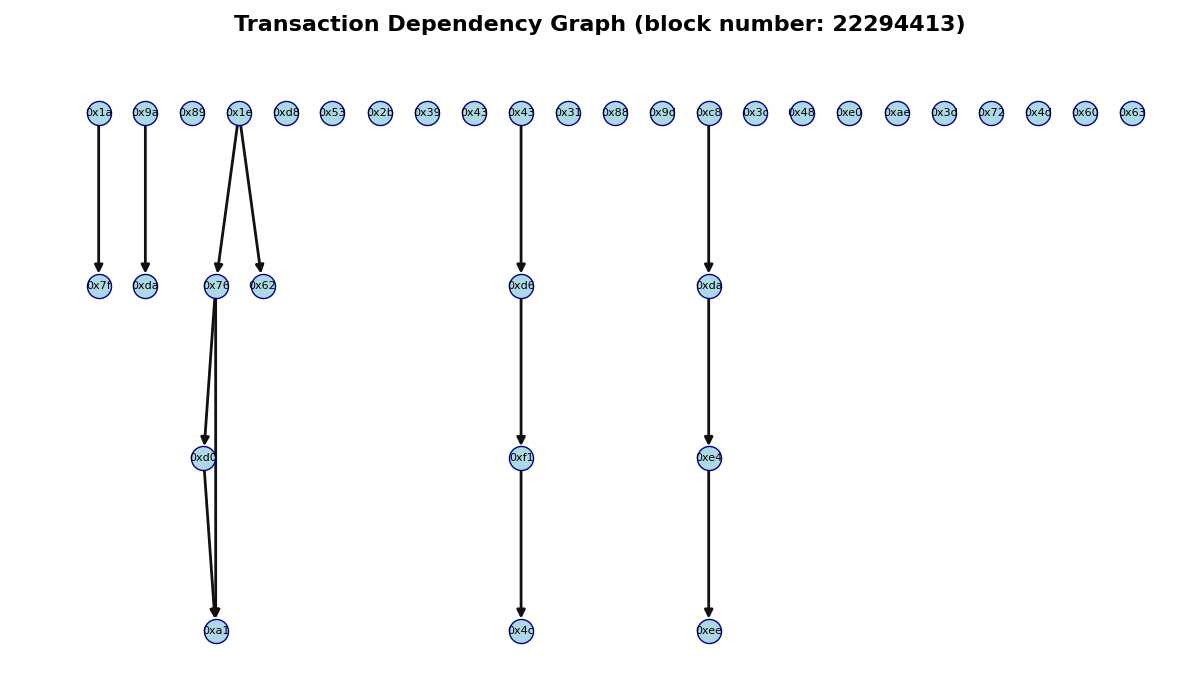 Transaction Dependency Graph (block number: 22294413)
0x1a 0x9a 0x89 0x1e 0xd8 0x53 0x2b 0x39 0x43 0x43 0x31 0x88 0x9d 0xc8 0x3c 0x48 0xe0 0xae 0x3d 0x72 0x4d 0x60 0x63
0x7f 0xda 0x76 0x62 0xd6 0xda
0xd0 0xf1 0xe4
0xa1 0x4c 0xee